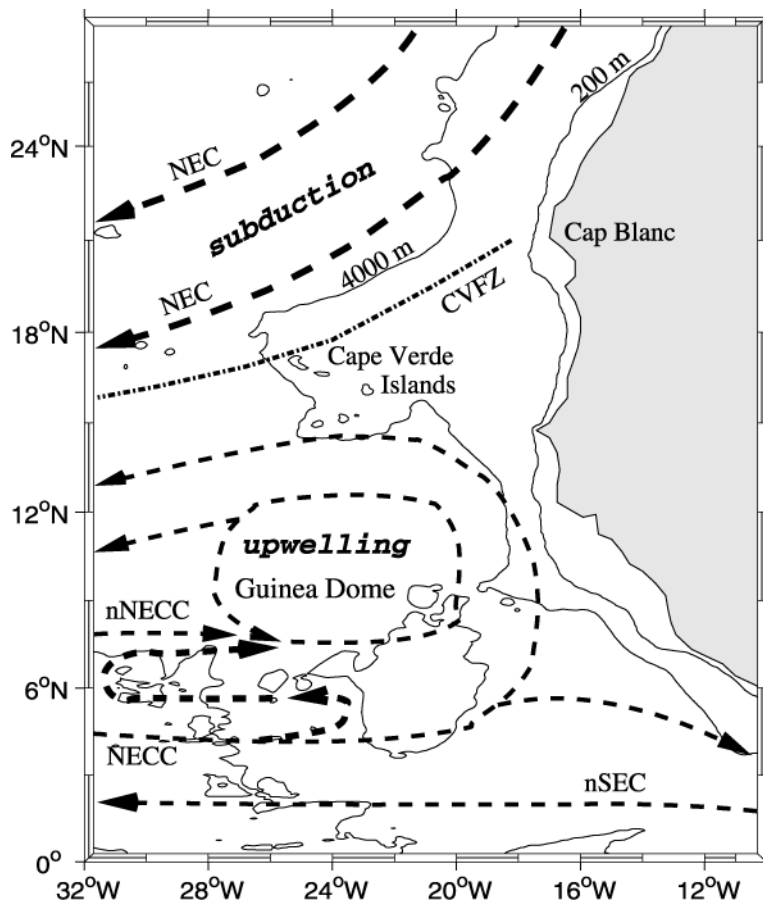 200 m
24°N
NEC
subduction
Cap Blanc
4000 m
NEC
CVFZ
18°N
Cape Verde
Islands
12°N
upwelling
Guinea Dome
nNECC
6°N
NECC
nSEC
0°
32°W
28°W
24°W
20°W
16°W
12°W